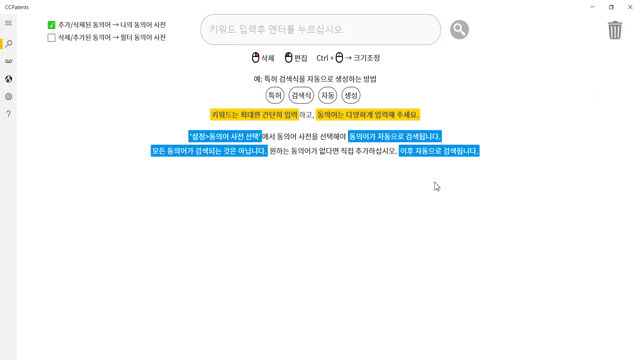 CCPatents
추가/삭제된 동의어 → 나의 동의어 사전
삭제/추가된 동의어 → 필터 동의어 사전
키워드 입력후 엔터를 누르십시오.
삭제 편집 Ctrl + → 크기조정
예: 특허 검색식을 자동으로 생성하는 방법
특허 검색식 자동 생성
키워드는 최대한 간단히 입력하고, 동의어는 다양하게 입력해 주세요.
'설정>동의어 사전 선택'에서 동의어 사전을 선택해야 동의어가 자동으로 검색됩니다.
모든 동의어가 검색되는 것은 아닙니다. 원하는 동의어가 없다면 직접 추가하십시오. 이후 자동으로 검색됩니다.